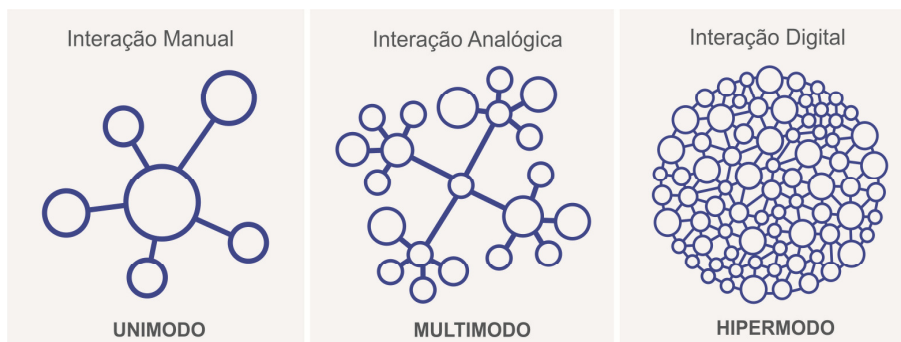 Interação Manual
UNIMODO
Interação Analógica
MULTIMODO
Interação Digital
HIPERMODO